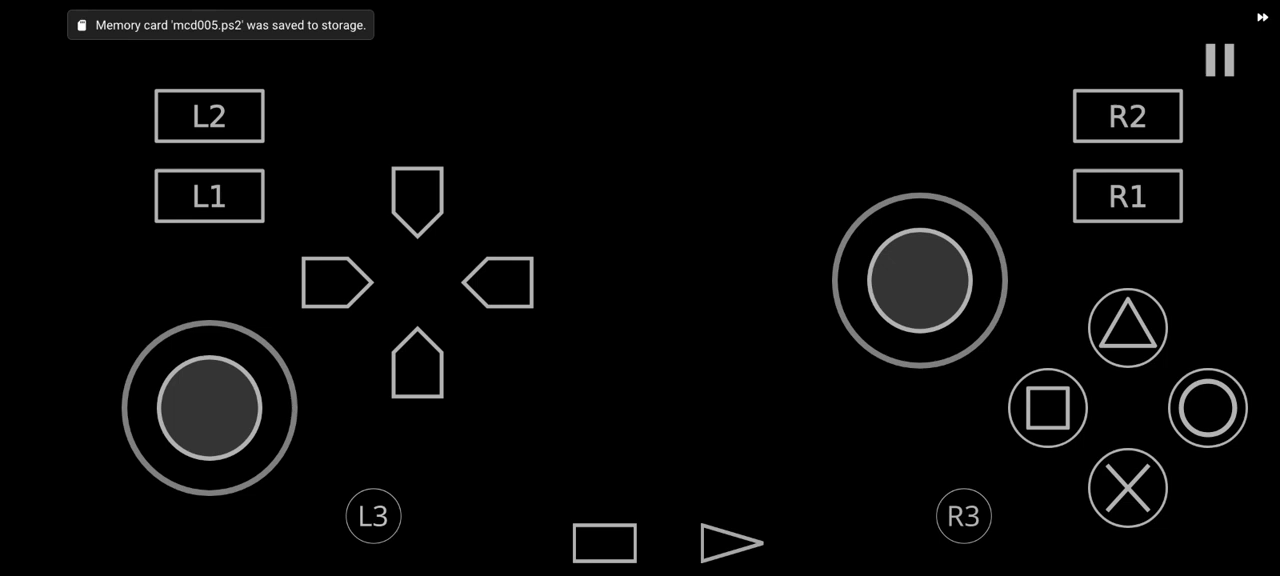 Memory card 'mcd005.ps2' was saved to storage.
L2
R2
L1
R1
L3
R3